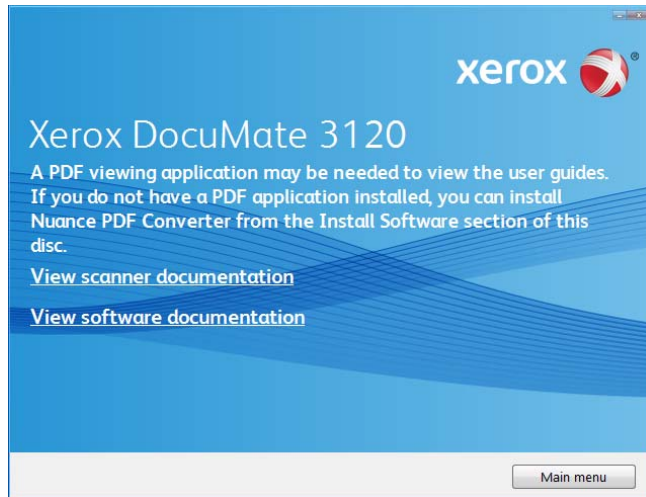 xerox ®
Xerox DocuMate 3120
A PDF viewing application may be needed to view the user guides.
If you do not have a PDF application installed, you can install
Nuance PDF Converter from the Install Software section of this
disc.
View scanner documentation
View software documentation
Main menu